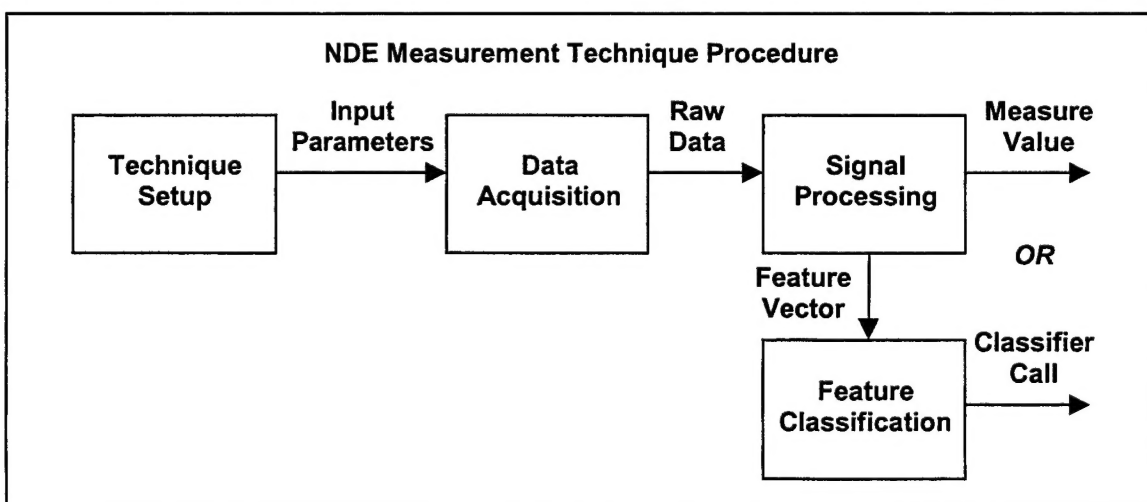 NDE Measurement Technique Procedure
Technique
Setup
Input
Parameters
Data
Acquisition
Raw
Data
Signal
Processing
Measure
Value
OR
Feature
Vector
Feature
Classification
Classifier
Call